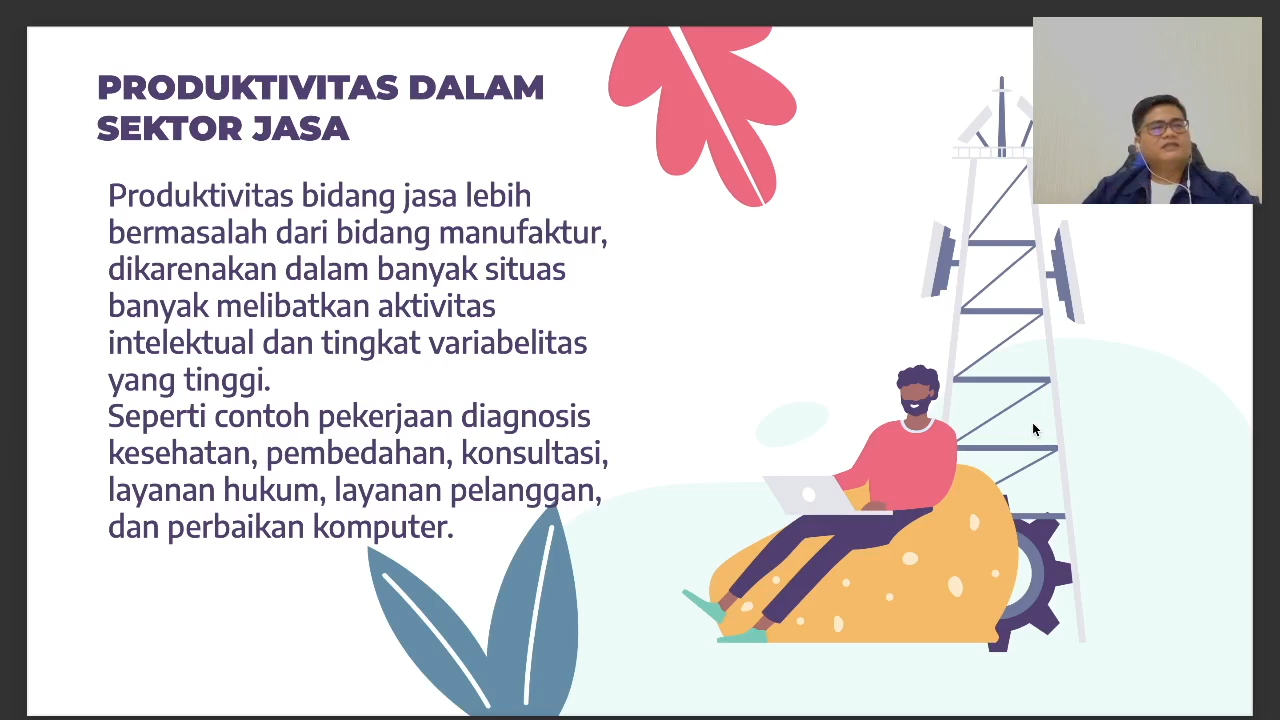 PRODUKTIVITAS DALAM
SEKTOR JASA
Produktivitas bidang jasa lebih
bermasalah dari bidang manufaktur,
dikarenakan dalam banyak situas
banyak melibatkan aktivitas
intelektual dan tingkat variabelitas
yang tinggi.
Seperti contoh pekerjaan diagnosis
kesehatan, pembedahan, konsultasi,
layanan hukum, layanan pelanggan,
dan perbaikan komputer.